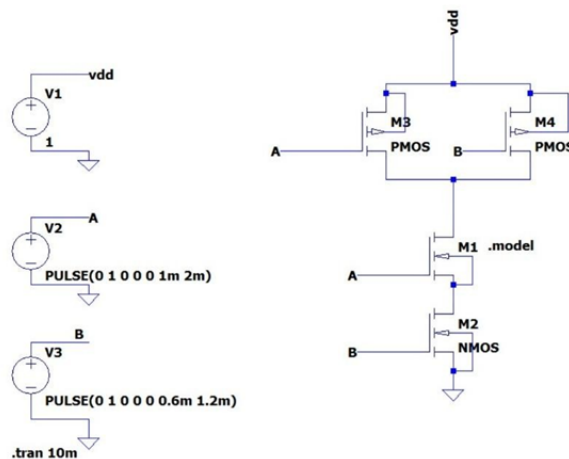 vdd
V1
vdd
1
M3
M4
A
PMOS
B
PMOS
V2
A
PULSE(0 1 0 0 0 1m 2m)
M1
.model
A
B
V3
PULSE(0 1 0 0 0 0.6m 1.2m)
M2
NMOS
B
.tran 10m